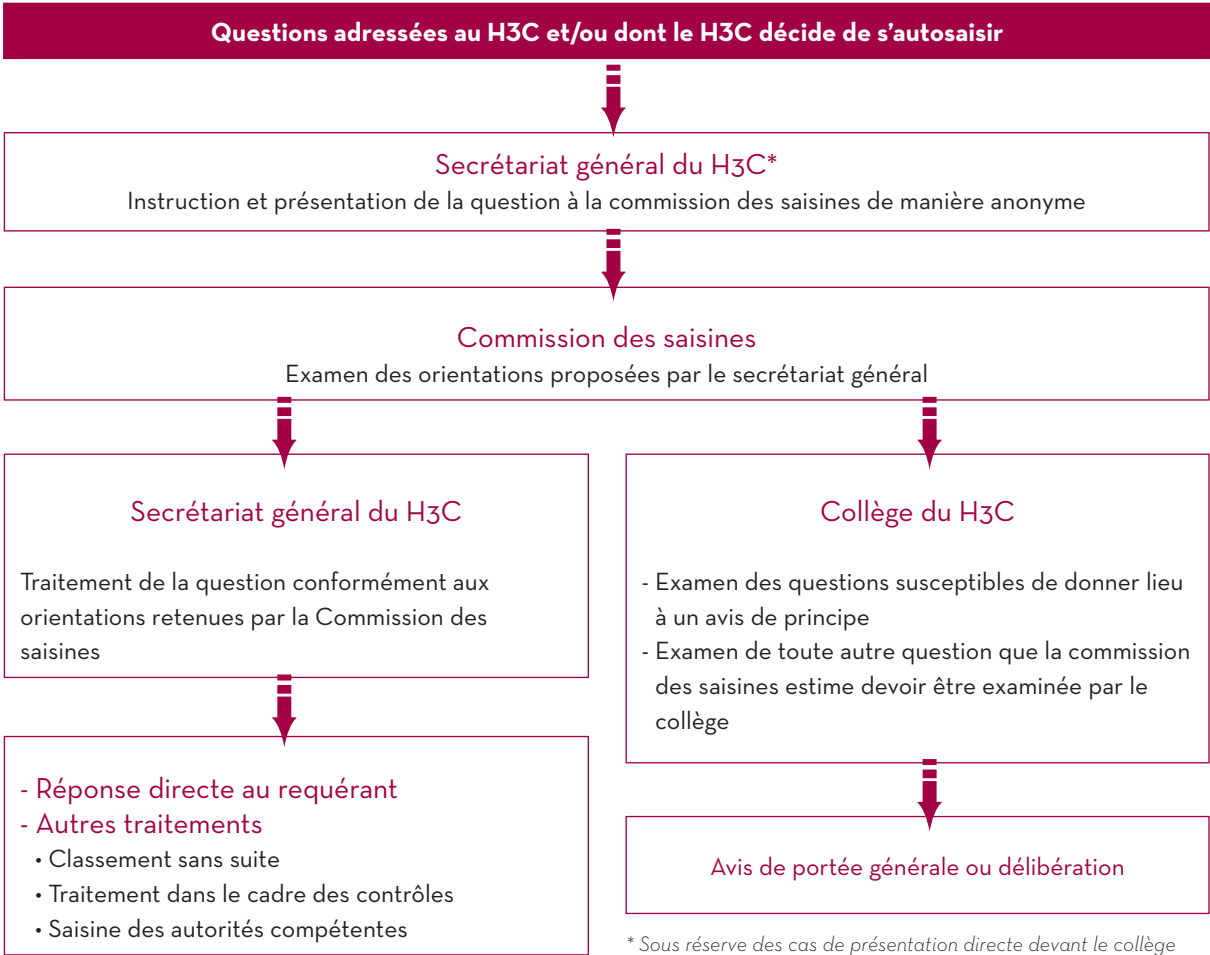 Questions adressées au H3C et/ou dont le H3C décide de s'autosaisir
Secrétariat général du H3C*
Instruction et présentation de la question à la commission des saisines de manière anonyme
Commission des saisines
Examen des orientations proposées par le secrétariat général
Secrétariat général du H3C
Traitement de la question conformément aux
orientations retenues par la Commission des
saisines
- Réponse directe au requérant
- Autres traitements
• Classement sans suite
• Traitement dans le cadre des contrôles
• Saisine des autorités compétentes
Collège du H3C
- Examen des questions susceptibles de donner lieu
à un avis de principe
- Examen de toute autre question que la commission
des saisines estime devoir être examinée par le
collège
Avis de portée générale ou délibération
* Sous réserve des cas de présentation directe devant le collège